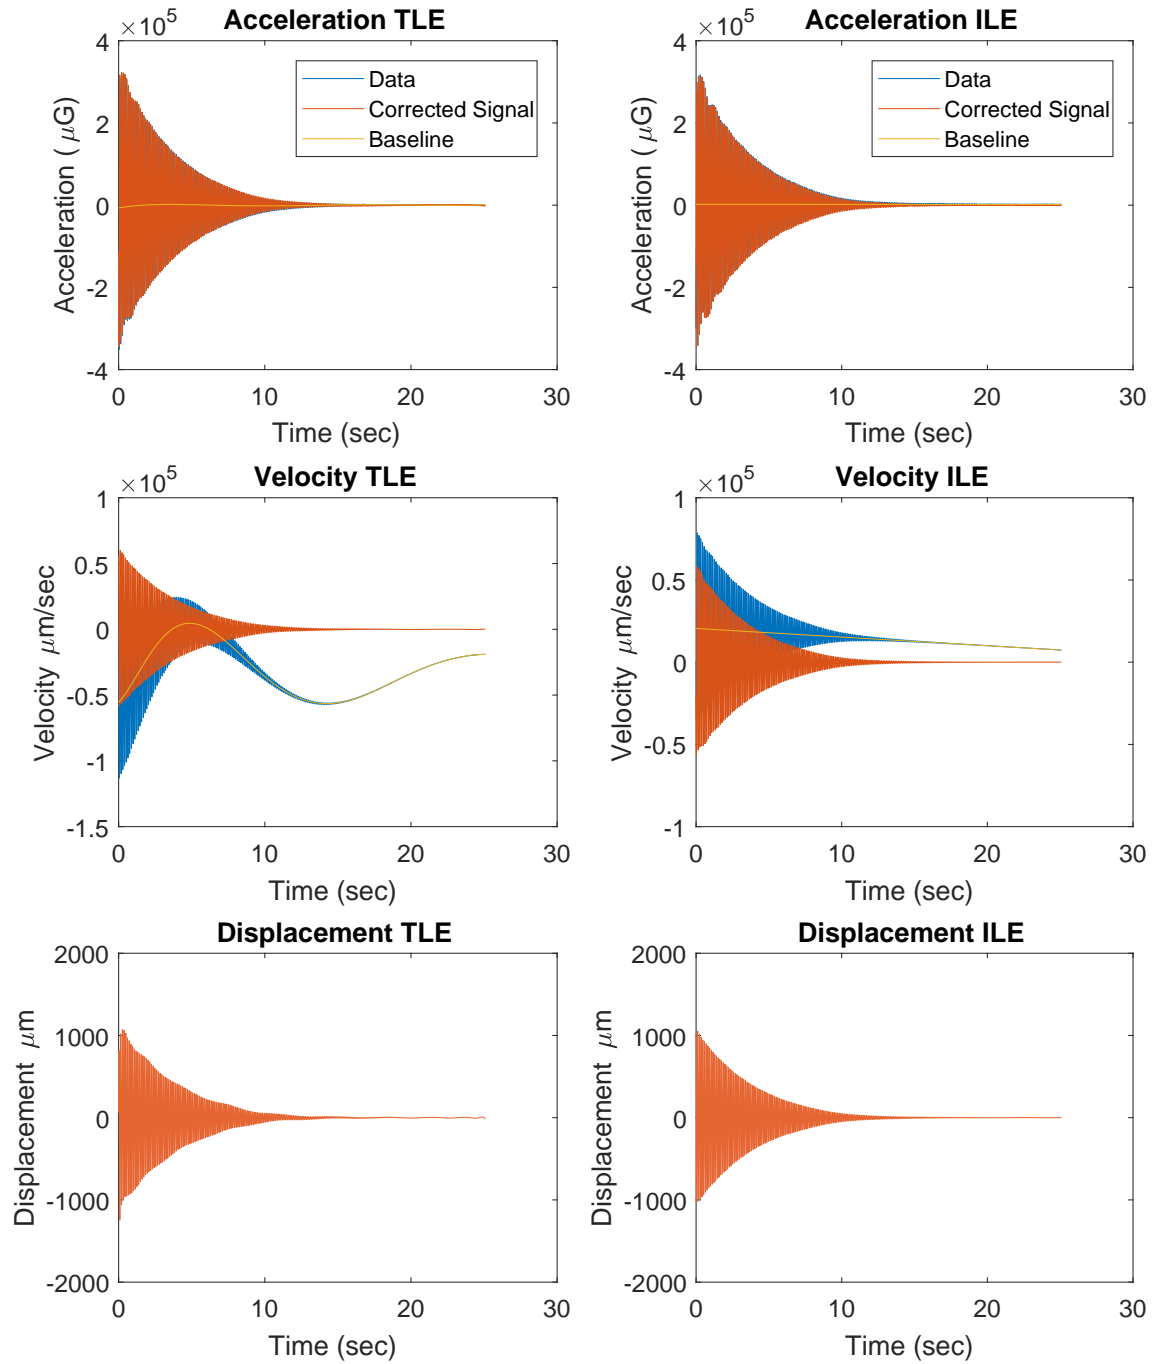 ×10^5
Acceleration TLE
4
2
0
-2
-4
Acceleration ( μG)
Data
Corrected Signal
Baseline
0
10
20
30
Time (sec)
×10^5
Acceleration ILE
4
2
0
-2
-4
Acceleration ( μG)
Data
Corrected Signal
Baseline
0
10
20
30
Time (sec)
×10^5
Velocity TLE
1
0.5
0
-0.5
-1
-1.5
Velocity μm/sec
0
10
20
30
Time (sec)
×10^5
Velocity ILE
1
0.5
0
-0.5
-1
Velocity μm/sec
0
10
20
30
Time (sec)
Displacement TLE
2000
1000
0
-1000
-2000
Displacement μm
0
10
20
30
Time (sec)
Displacement ILE
2000
1000
0
-1000
-2000
Displacement μm
0
10
20
30
Time (sec)